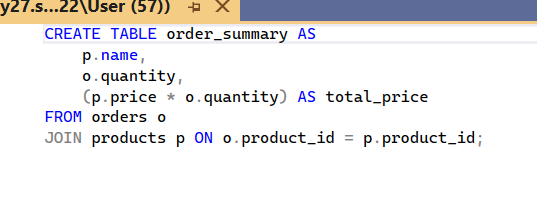 y27.s...22\User (57))
CREATE TABLE order_summary AS
    p.name,
    o.quantity,
    (p.price * o.quantity) AS total_price
FROM orders o
JOIN products p ON o.product_id = p.product_id;